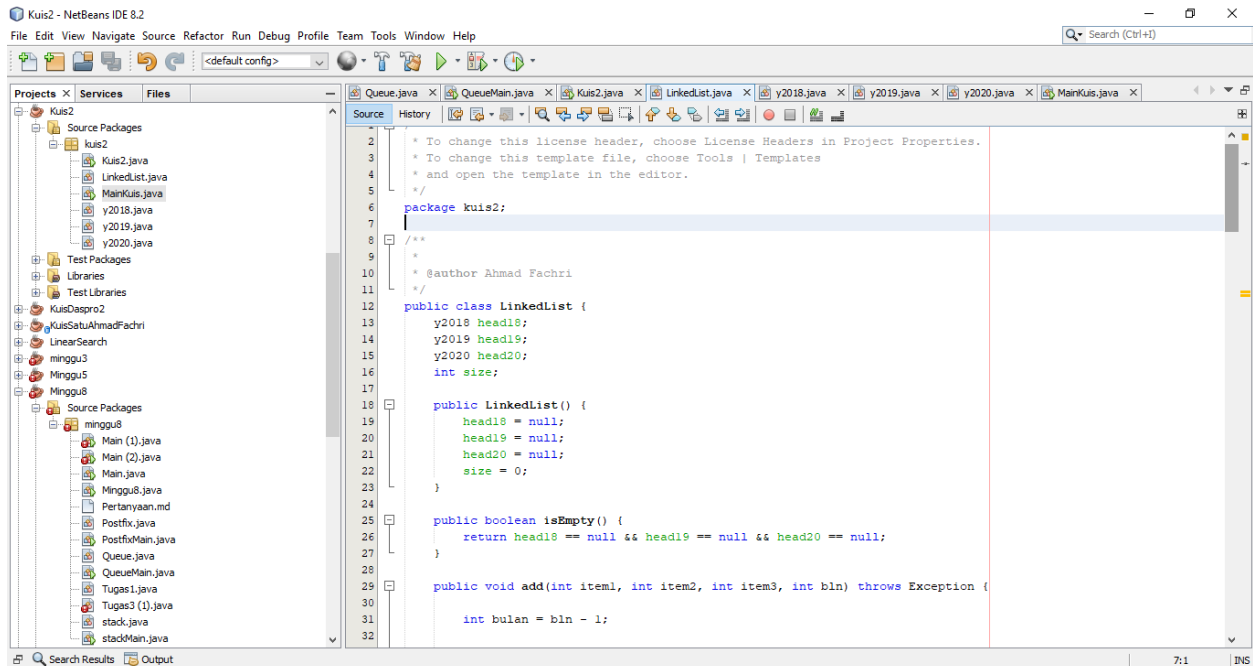 Kuis2 - NetBeans IDE 8.2
File Edit View Navigate Source Refactor Run Debug Profile Team Tools Window Help
Search (Ctrl+I)
<default config>
Projects Services Files
Queue.java QueueMain.java Kuis2.java LinkedList.java y2018.java y2019.java y2020.java MainKuis.java
Source History
Kuis2
Source Packages
kuis2
Kuis2.java
LinkedList.java
MainKuis.java
y2018.java
y2019.java
y2020.java
Test Packages
Libraries
Test Libraries
KuisDaspro2
KuisSatuAhmadFachri
LinearSearch
minggu3
Minggu5
Minggu8
Source Packages
minggu8
Main (1).java
Main (2).java
Main.java
Minggu8.java
Pertanyaan.md
Postfix.java
PostfixMain.java
Queue.java
QueueMain.java
Tugas1.java
Tugas3 (1).java
stack.java
stackMain.java
2 * To change this license header, choose License Headers in Project Properties.
3 * To change this template file, choose Tools | Templates
4 * and open the template in the editor.
5 */
6 package kuis2;
7
8 /**
9 *
10 * @author Ahmad Fachri
11 */
12 public class LinkedList {
13 y2018 head18;
14 y2019 head19;
15 y2020 head20;
16 int size;
17
18 public LinkedList() {
19 head18 = null;
20 head19 = null;
21 head20 = null;
22 size = 0;
23 }
24
25 public boolean isEmpty() {
26 return head18 == null && head19 == null && head20 == null;
27 }
28
29 public void add(int item1, int item2, int item3, int bln) throws Exception {
30
31 int bulan = bln - 1;
32
Search Results Output
7:1 INS